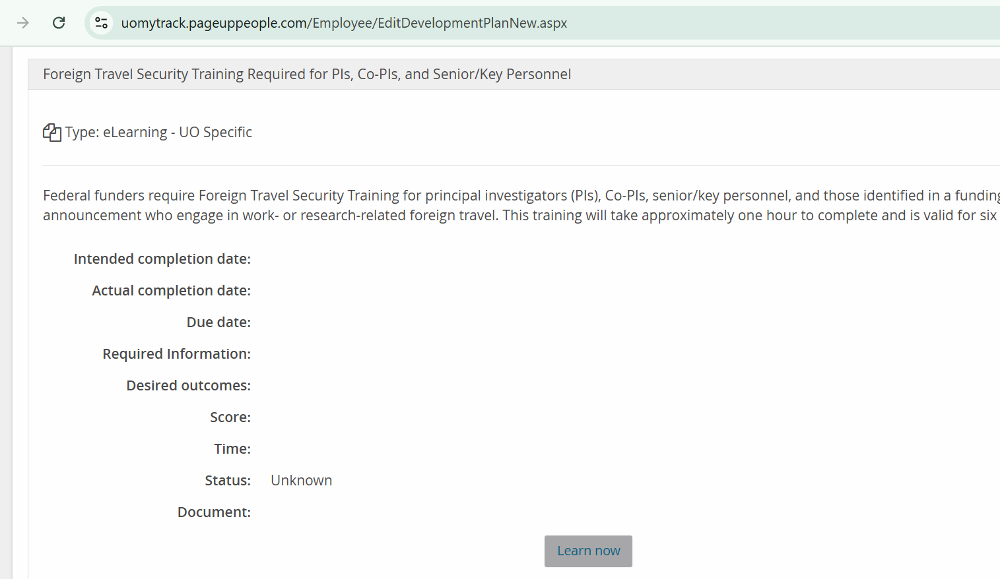 uomytrack.pageuppeople.com/Employee/EditDevelopmentPlanNew.aspx
Foreign Travel Security Training Required for PIs, Co-PIs, and Senior/Key Personnel
Type: eLearning - UO Specific
Federal funders require Foreign Travel Security Training for principal investigators (PIs), Co-PIs, senior/key personnel, and those identified in a funding
announcement who engage in work- or research-related foreign travel. This training will take approximately one hour to complete and is valid for six
Intended completion date:
Actual completion date:
Due date:
Required Information:
Desired outcomes:
Score:
Time:
Status: Unknown
Document:
Learn now